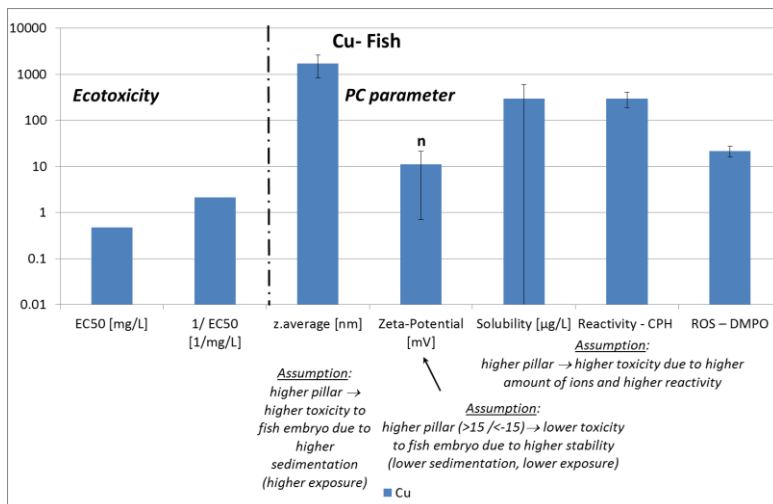 Cu- Fish
Ecotoxicity
PC parameter
10000
1000
100
10
1
0.1
0.01
n
EC50 [mg/L]
1/ EC50
[1/mg/L]
z.average [nm]
Zeta-Potential
[mV]
Solubility [µg/L]
Reactivity - CPH
ROS – DMPO
Assumption:
higher pillar →
higher toxicity to
fish embryo due to
higher
sedimentation
(higher exposure)
Assumption:
higher pillar (>15 /<-15)→ lower toxicity
to fish embryo due to higher stability
(lower sedimentation, lower exposure)
Assumption:
higher pillar → higher toxicity due to higher
amount of ions and higher reactivity
Cu